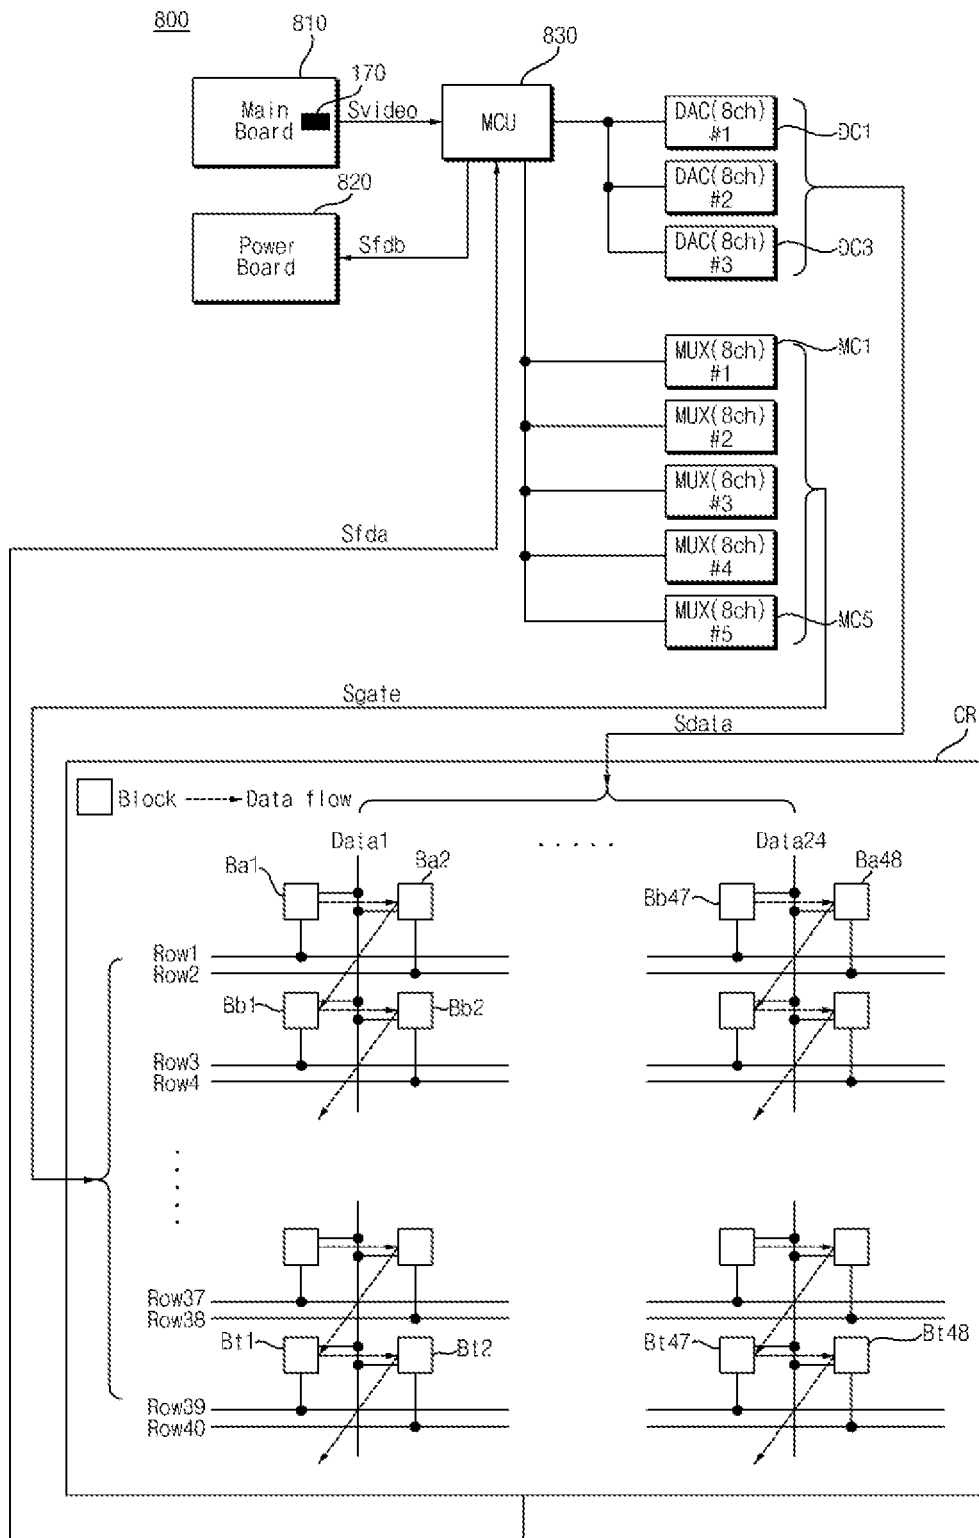 800
810
830
170
Main
Board
Svideo
MCU
DAC(8ch)
#1
DC1
820
DAC(8ch)
#2
Power
Board
Sfdb
DAC(8ch)
#3
DC3
MUX(8ch)
#1
MC1
MUX(8ch)
#2
MUX(8ch)
#3
Sfda
MUX(8ch)
#4
MUX(8ch)
#5
MC5
Sgate
Sdata
CR
Block
Data flow
Data1
. . . . .
Data24
Ba1
Ba2
Bb47
Ba48
Row1
Row2
Bb1
Bb2
Row3
Row4
Row37
Row38
Bt1
Bt2
Bt47
Bt48
Row39
Row40